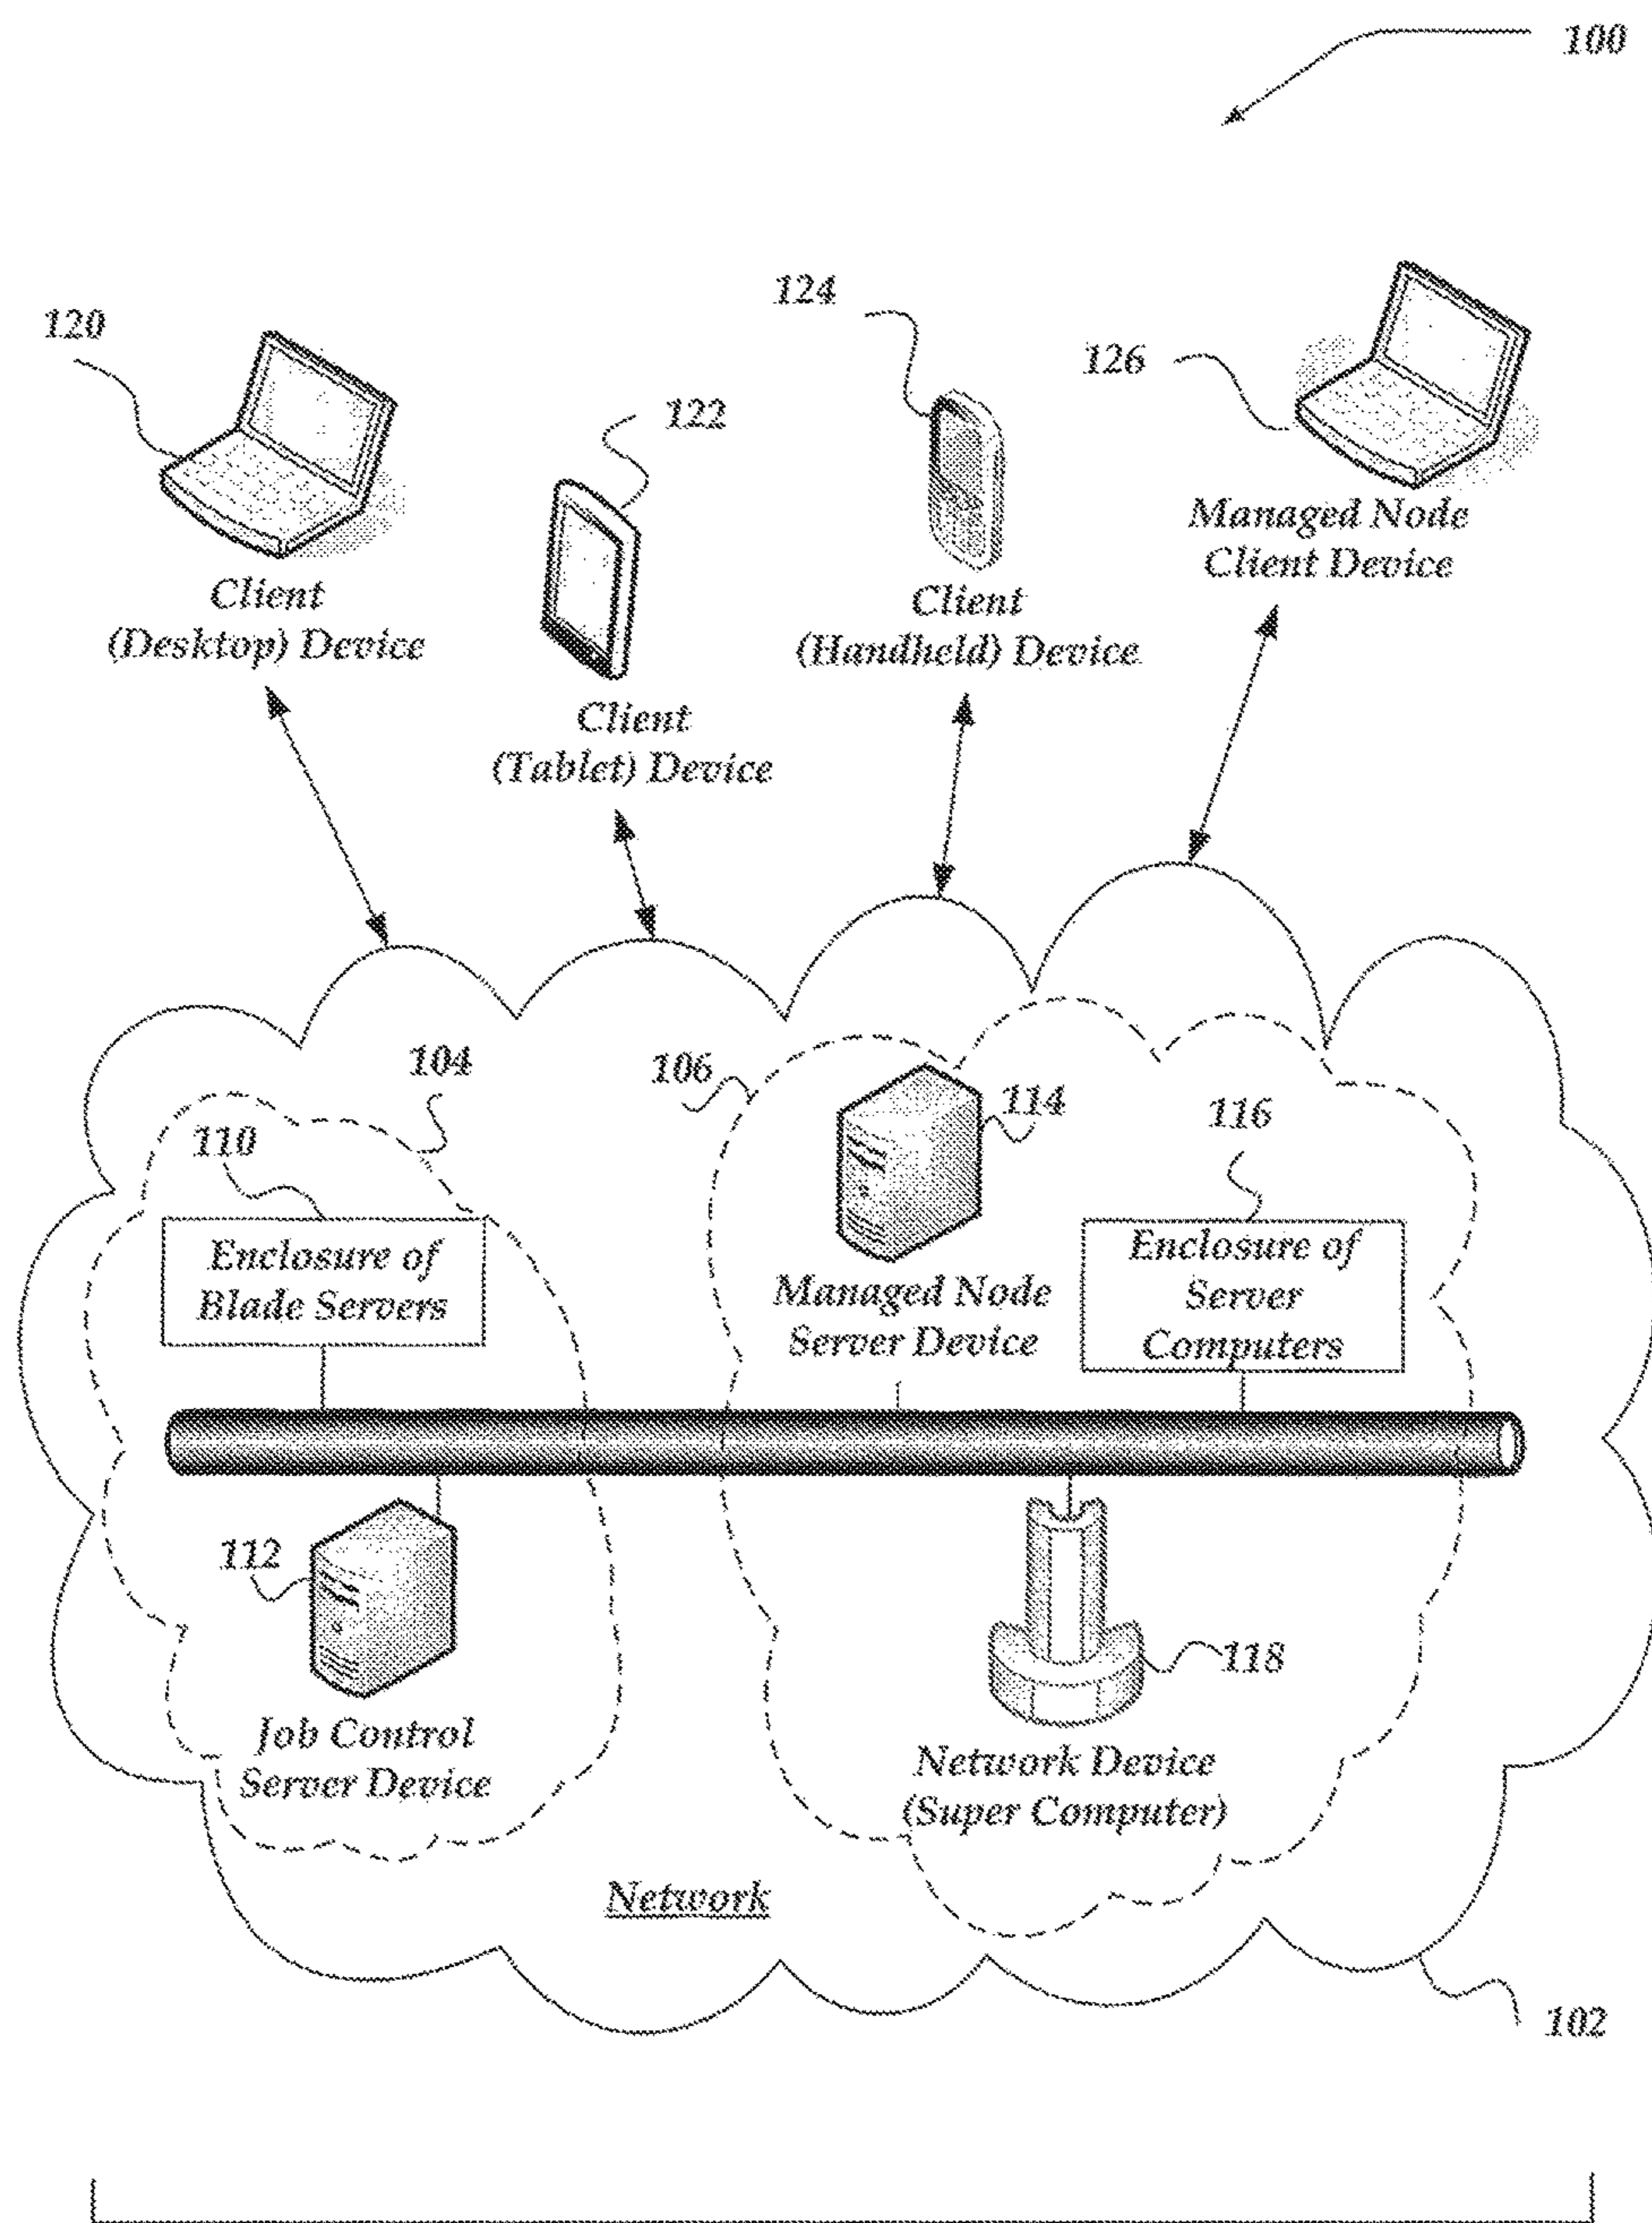 100
120
122
124
126
Client
(Desktop) Device
Client
(Tablet) Device
Client
(Handheld) Device
Managed Node
Client Device
104
106
110
114
116
Enclosure of
Blade Servers
Managed Node
Server Device
Enclosure of
Server
Computers
112
118
Job Control
Server Device
Network Device
(Super Computer)
Network
102